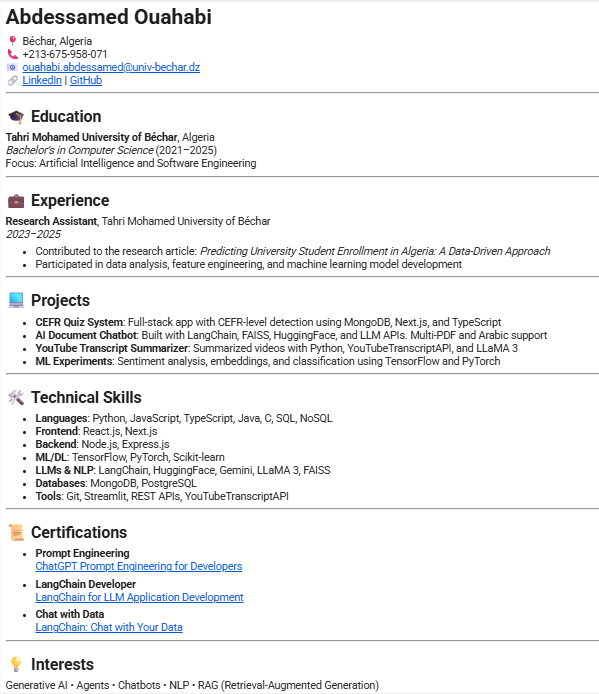 Abdessamed Ouahabi
📍 Béchar, Algeria
📞 +213-675-958-071
📧 ouahabi.abdessamed@univ-bechar.dz
🔗 LinkedIn | GitHub
🎓 Education
Tahri Mohamed University of Béchar, Algeria
Bachelor's in Computer Science (2021–2025)
Focus: Artificial Intelligence and Software Engineering
💼 Experience
Research Assistant, Tahri Mohamed University of Béchar
2023–2025
• Contributed to the research article: Predicting University Student Enrollment in Algeria: A Data-Driven Approach
• Participated in data analysis, feature engineering, and machine learning model development
💻 Projects
• CEFR Quiz System: Full-stack app with CEFR-level detection using MongoDB, Next.js, and TypeScript
• AI Document Chatbot: Built with LangChain, FAISS, HuggingFace, and LLM APIs. Multi-PDF and Arabic support
• YouTube Transcript Summarizer: Summarized videos with Python, YouTubeTranscriptAPI, and LLaMA 3
• ML Experiments: Sentiment analysis, embeddings, and classification using TensorFlow and PyTorch
🛠️ Technical Skills
• Languages: Python, JavaScript, TypeScript, Java, C, SQL, NoSQL
• Frontend: React.js, Next.js
• Backend: Node.js, Express.js
• ML/DL: TensorFlow, PyTorch, Scikit-learn
• LLMs & NLP: LangChain, HuggingFace, Gemini, LLaMA 3, FAISS
• Databases: MongoDB, PostgreSQL
• Tools: Git, Streamlit, REST APIs, YouTubeTranscriptAPI
📜 Certifications
• Prompt Engineering
ChatGPT Prompt Engineering for Developers
• LangChain Developer
LangChain for LLM Application Development
• Chat with Data
LangChain: Chat with Your Data
💡 Interests
Generative AI • Agents • Chatbots • NLP • RAG (Retrieval-Augmented Generation)